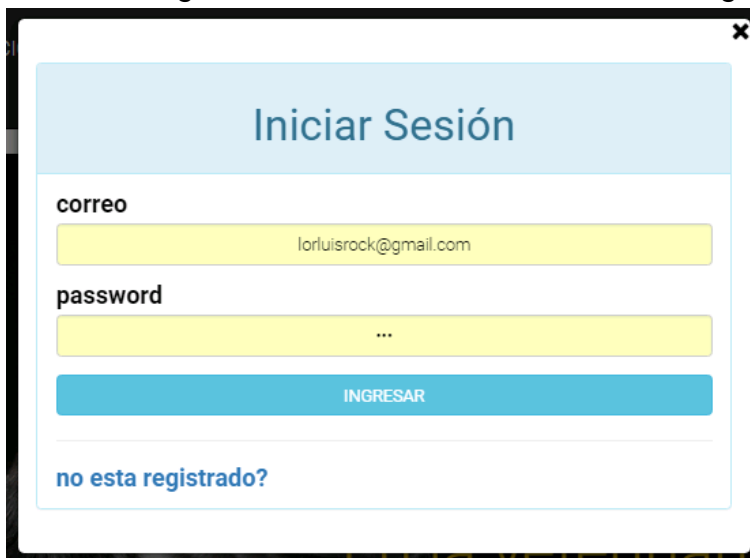 Iniciar Sesión
correo
lorluisrock@gmail.com
password
INGRESAR
no esta registrado?